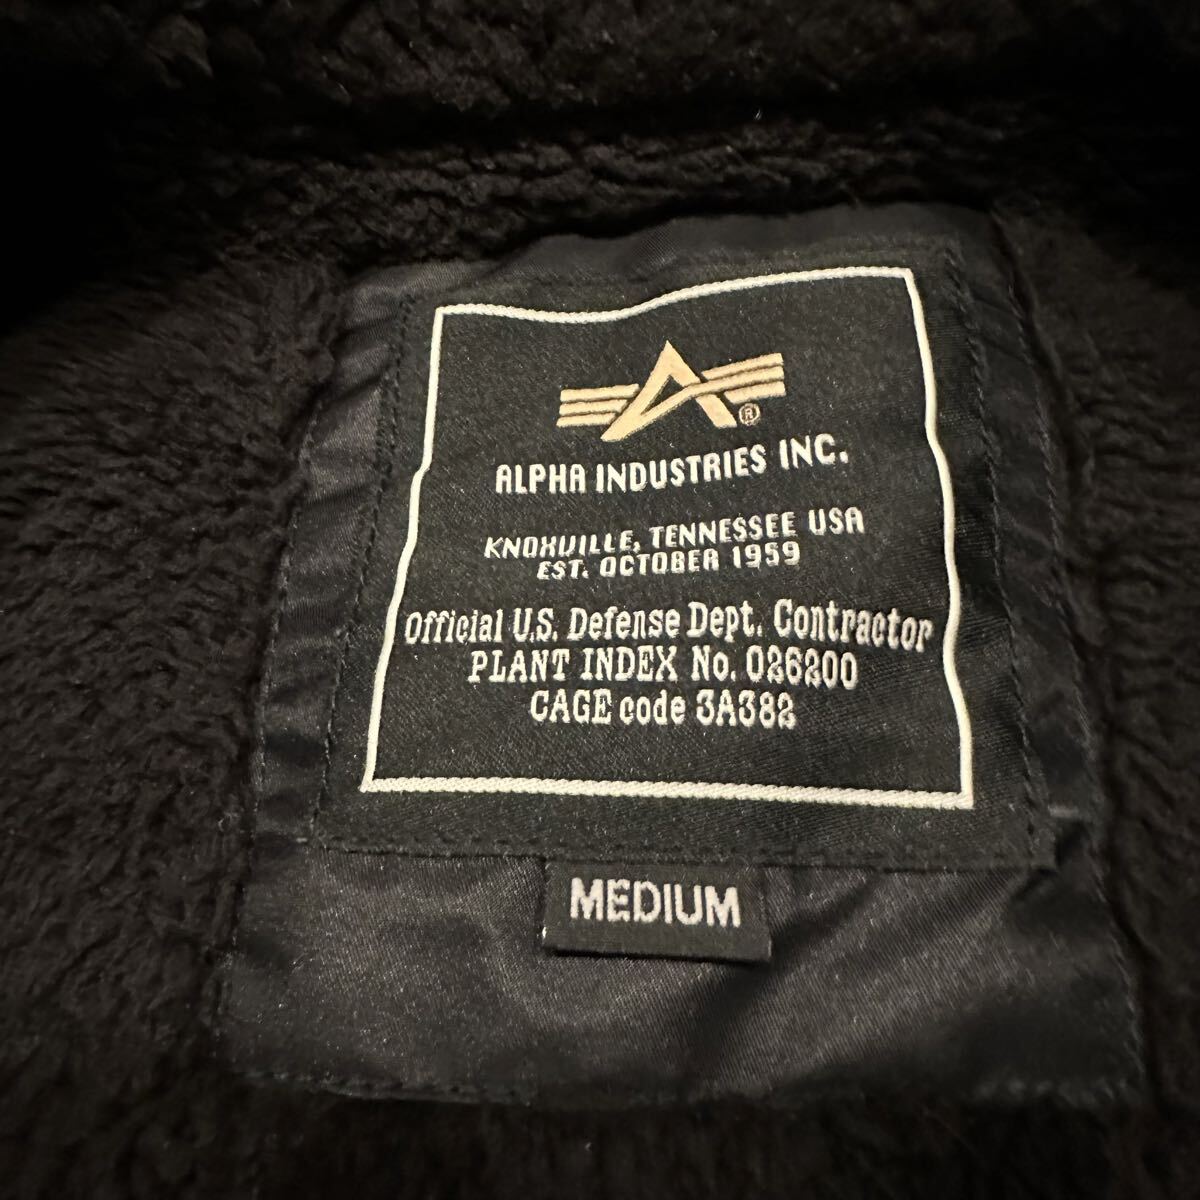 ®
ALPHA INDUSTRIES INC.
KNOXVILLE, TENNESSEE USA
EST. OCTOBER 1959
Official U.S. Defense Dept. Contractor
PLANT INDEX No. 026200
CAGE code 3A382
MEDIUM